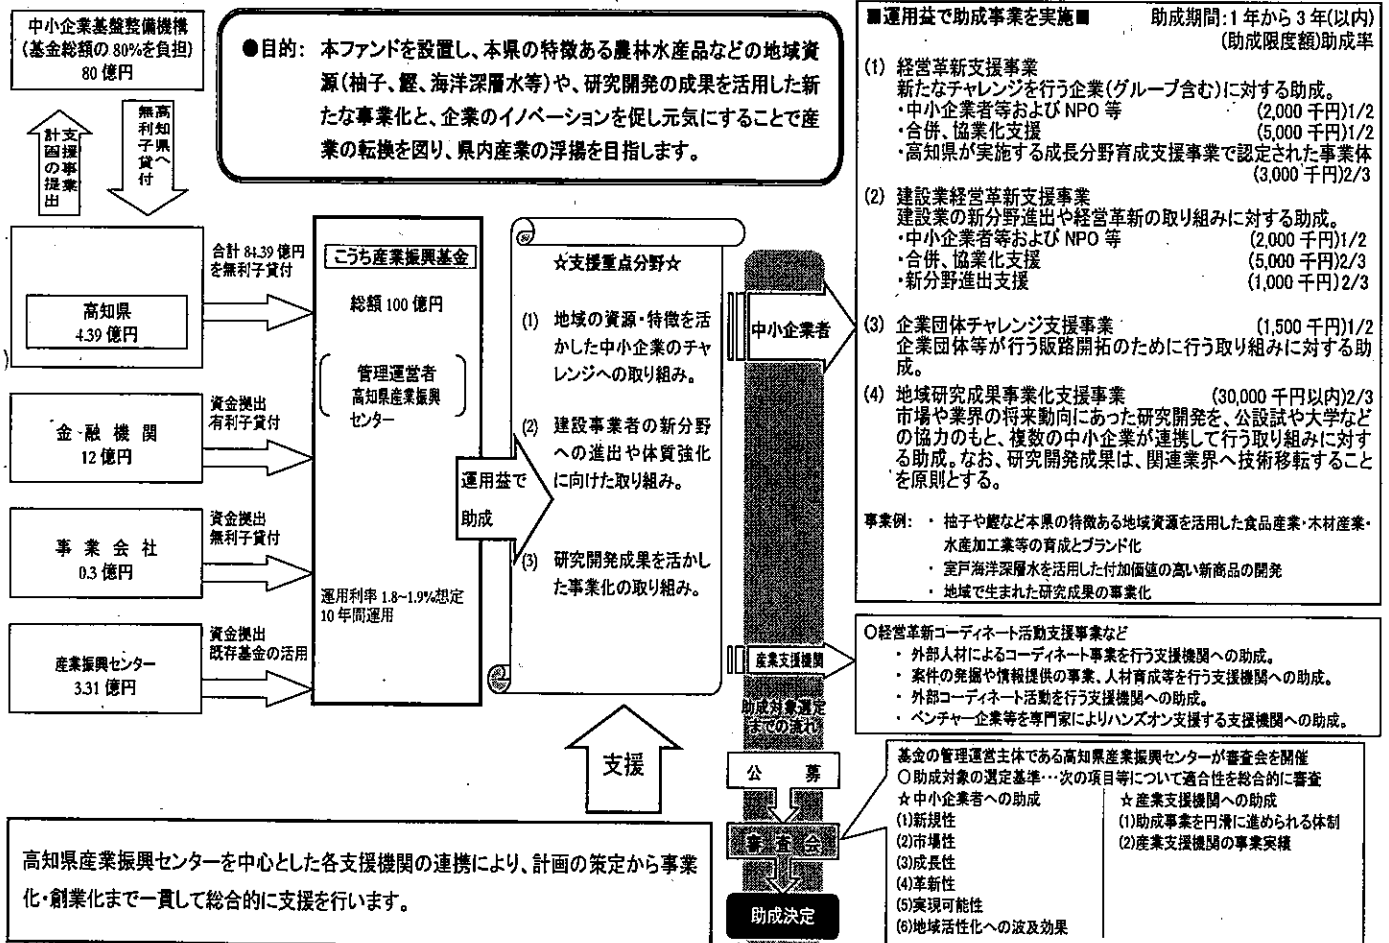 中小企業基盤整備機構
(基金総額の 80%を負担)
80 億円
支援事業
計画の提出
高知県へ
無利子貸付
●目的: 本ファンドを設置し、本県の特徴ある農林水産品などの地域資
源(柚子、鰹、海洋深層水等)や、研究開発の成果を活用した新
たな事業化と、企業のイノベーションを促し元気にすることで産
業の転換を図り、県内産業の浮揚を目指します。
高知県
4.39 億円
合計 84.39 億円
を無利子貸付
金 融 機 関
12 億円
資金拠出
有利子貸付
事 業 会 社
0.3 億円
資金拠出
無利子貸付
産業振興センター
3.31 億円
資金拠出
既存基金の活用
こうち産業振興基金
総額 100 億円
管理運営者
高知県産業振興
センター
運用利率 1.8~1.9%想定
10 年間運用
運用益で
助成
☆支援重点分野☆
(1) 地域の資源・特徴を活
かした中小企業のチャ
レンジへの取り組み。
(2) 建設事業者の新分野
への進出や体質強化
に向けた取り組み。
(3) 研究開発成果を活かし
た事業化の取り組み。
支援
高知県産業振興センターを中心とした各支援機関の連携により、計画の策定から事業
化・創業化まで一貫して総合的に支援を行います。
中小企業者
産業支援機関
助成対象選定
までの流れ
公 募
審 査 会
助成決定
■運用益で助成事業を実施■ 助成期間:1 年から 3 年(以内)
(助成限度額)助成率
(1) 経営革新支援事業
新たなチャレンジを行う企業(グループ含む)に対する助成。
・中小企業者等および NPO 等 (2,000 千円)1/2
・合併、協業化支援 (5,000 千円)1/2
・高知県が実施する成長分野育成支援事業で認定された事業体
(3,000 千円)2/3
(2) 建設業経営革新支援事業
建設業の新分野進出や経営革新の取り組みに対する助成。
・中小企業者等および NPO 等 (2,000 千円)1/2
・合併、協業化支援 (5,000 千円)2/3
・新分野進出支援 (1,000 千円)2/3
(3) 企業団体チャレンジ支援事業 (1,500 千円)1/2
企業団体等が行う販路開拓のために行う取り組みに対する助
成。
(4) 地域研究成果事業化支援事業 (30,000 千円以内)2/3
市場や業界の将来動向にあった研究開発を、公設試や大学など
の協力のもと、複数の中小企業が連携して行う取り組みに対す
る助成。なお、研究開発成果は、関連業界へ技術移転すること
を原則とする。
事業例: ・ 柚子や鰹など本県の特徴ある地域資源を活用した食品産業・木材産業・
水産加工業等の育成とブランド化
・ 室戸海洋深層水を活用した付加価値の高い新商品の開発
・ 地域で生まれた研究成果の事業化
○経営革新コーディネート活動支援事業など
・ 外部人材によるコーディネート事業を行う支援機関への助成。
・ 案件の発掘や情報提供の事業、人材育成等を行う支援機関への助成。
・ 外部コーディネート活動を行う支援機関への助成。
・ ベンチャー企業等を専門家によりハンズオン支援する支援機関への助成。
基金の管理運営主体である高知県産業振興センターが審査会を開催
○助成対象の選定基準…次の項目等について適合性を総合的に審査
☆中小企業者への助成
(1)新規性
(2)市場性
(3)成長性
(4)革新性
(5)実現可能性
(6)地域活性化への波及効果
☆産業支援機関への助成
(1)助成事業を円滑に進められる体制
(2)産業支援機関の事業実績